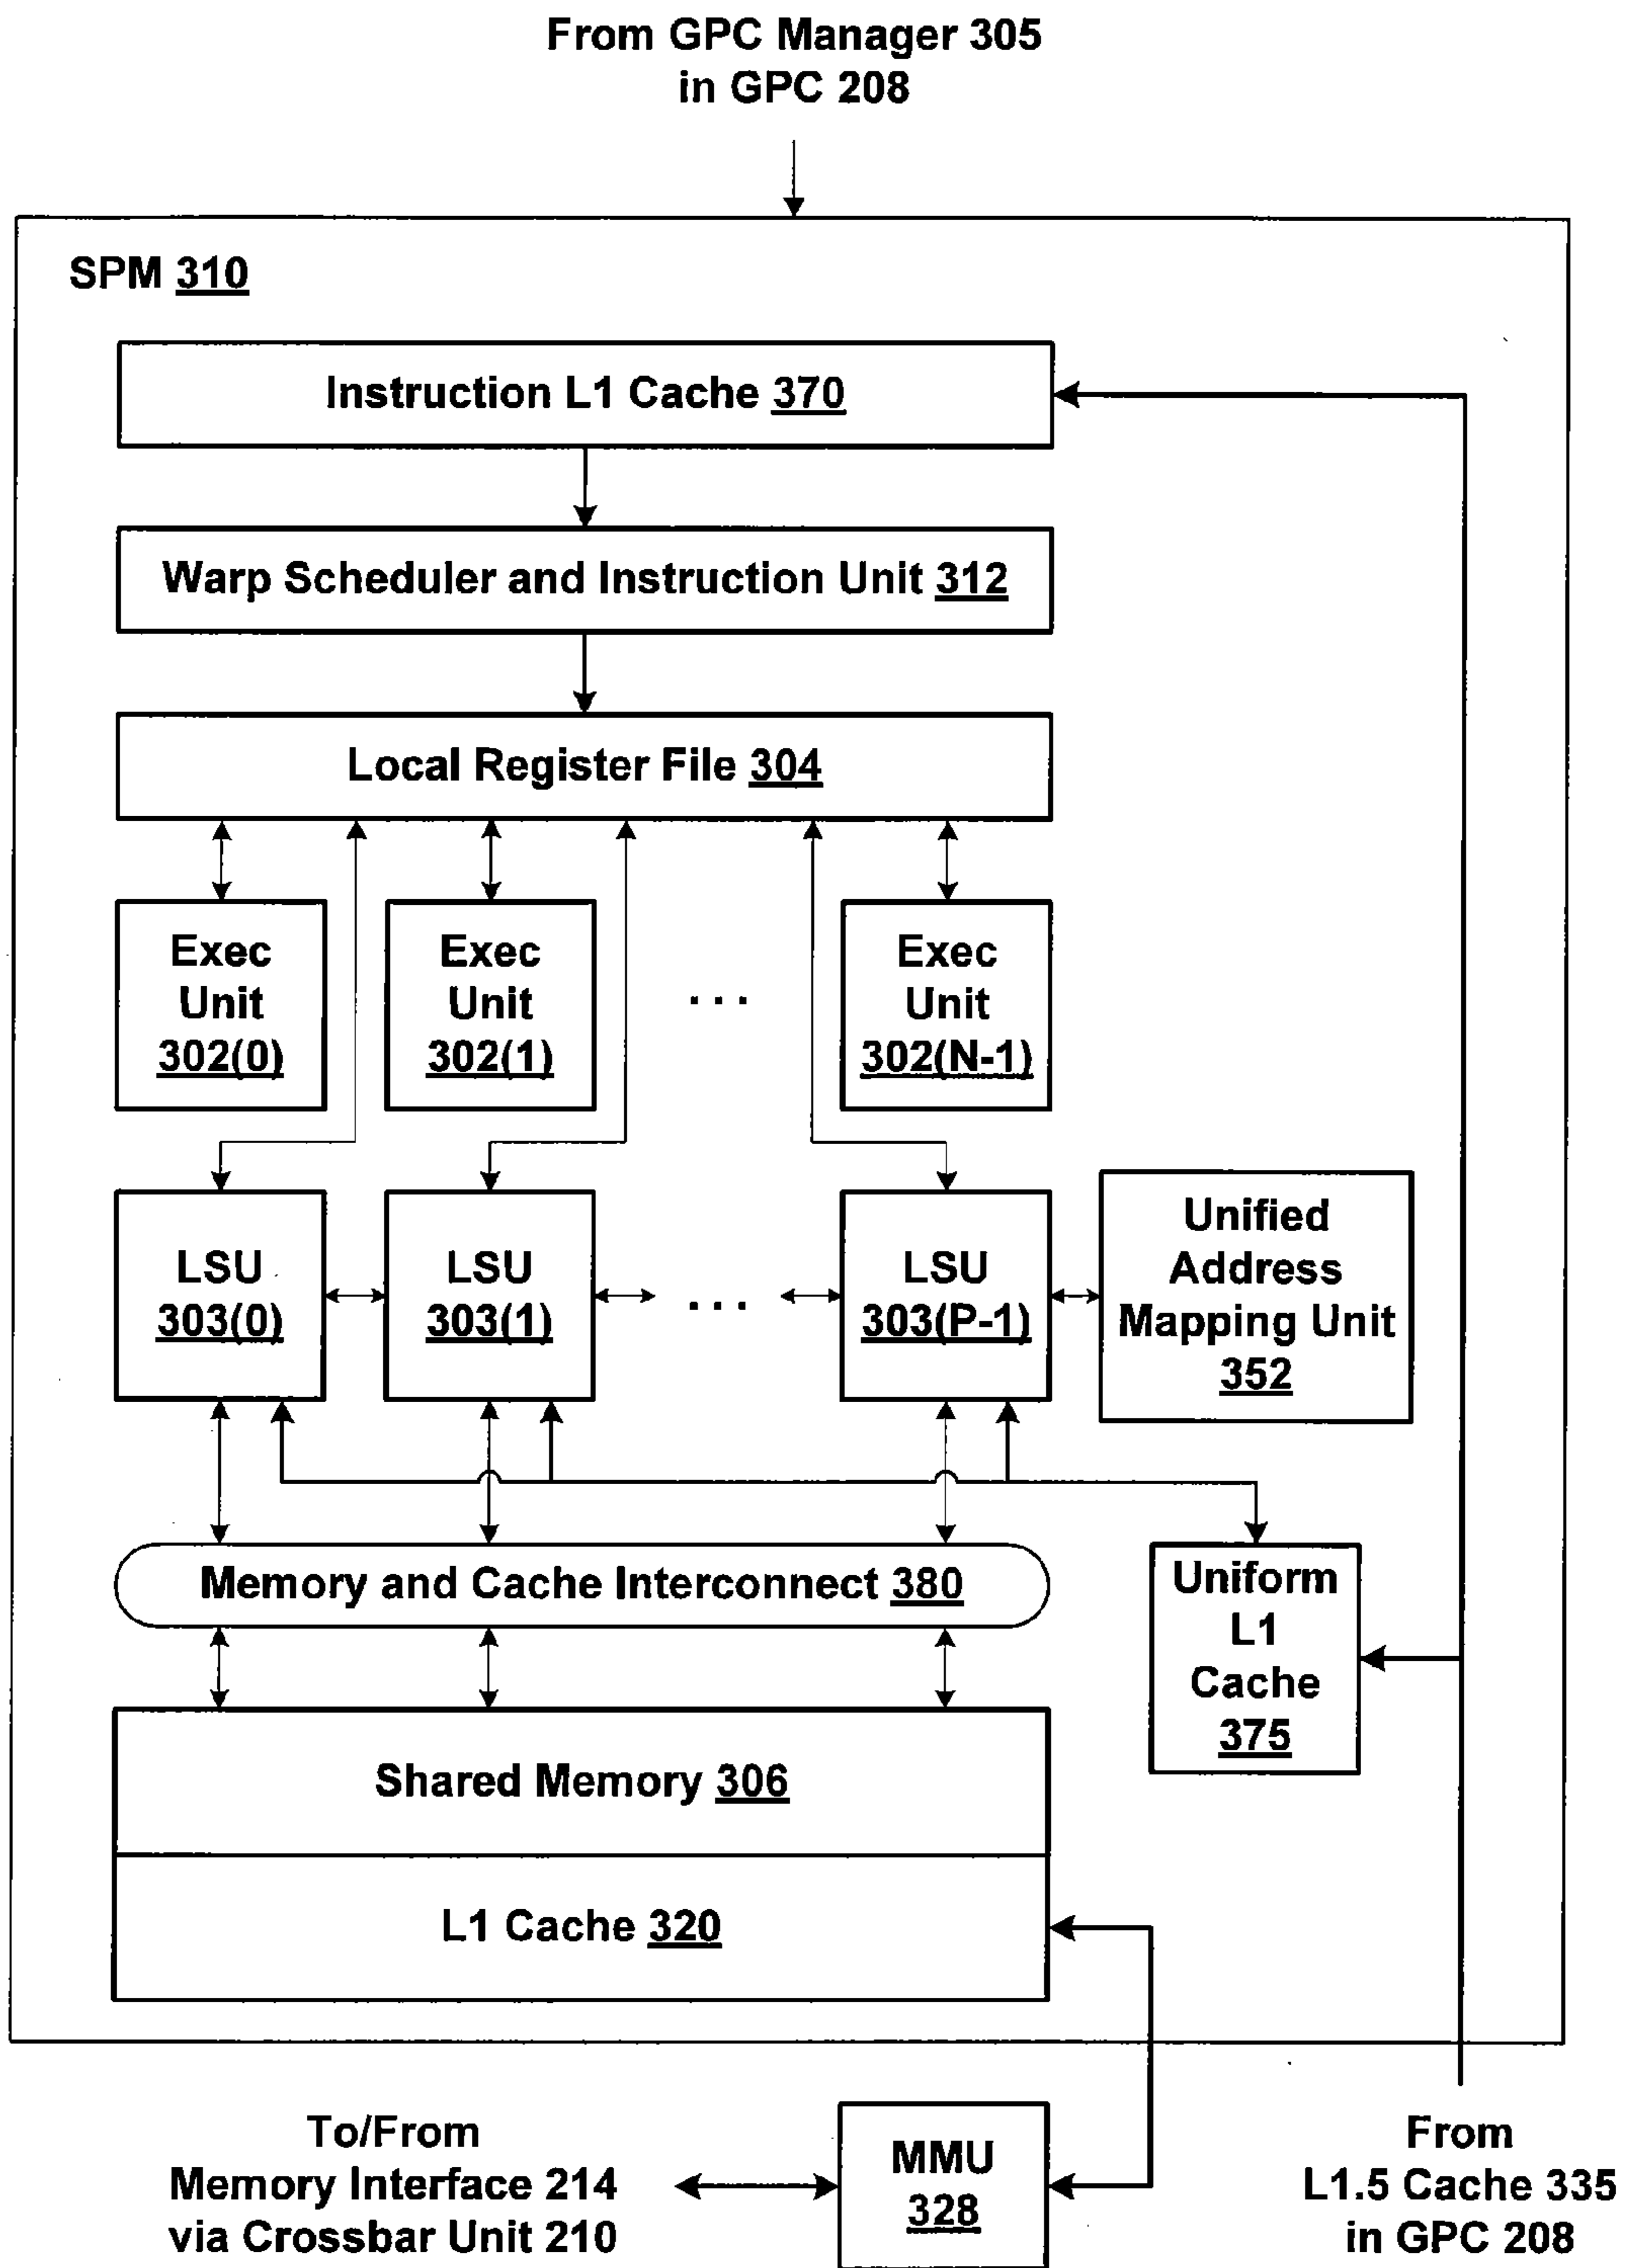 From GPC Manager 305
in GPC 208
SPM 310
Instruction L1 Cache 370
Warp Scheduler and Instruction Unit 312
Local Register File 304
Exec
Unit
302(0)
Exec
Unit
302(1)
. . .
Exec
Unit
302(N-1)
LSU
303(0)
LSU
303(1)
. . .
LSU
303(P-1)
Unified
Address
Mapping Unit
352
Memory and Cache Interconnect 380
Uniform
L1
Cache
375
Shared Memory 306
L1 Cache 320
To/From
Memory Interface 214
via Crossbar Unit 210
MMU
328
From
L1.5 Cache 335
in GPC 208